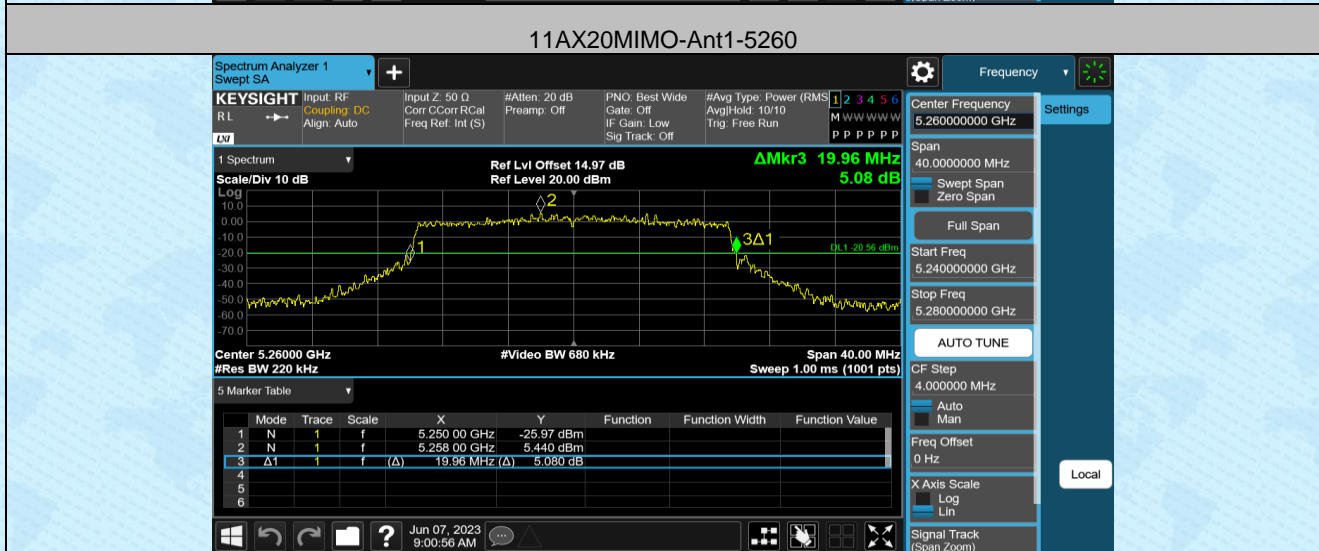 11AX20MIMO-Ant1-5260
Spectrum Analyzer 1
Swept SA
Frequency
KEYSIGHT
RL
LXI
Input: RF
Coupling: DC
Align: Auto
Input Z: 50 Ω
Corr CCorr RCal
Freq Ref: Int (S)
#Atten: 20 dB
Preamp: Off
PNO: Best Wide
Gate: Off
IF Gain: Low
Sig Track: Off
#Avg Type: Power (RMS
Avg|Hold: 10/10
Trig: Free Run
1 2 3 4 5 6
M W W W W W
P P P P P P
1 Spectrum
Scale/Div 10 dB
Ref Lvl Offset 14.97 dB
Ref Level 20.00 dBm
ΔMkr3 19.96 MHz
5.08 dB
Log
10.0
0.00
-10.0
-20.0
-30.0
-40.0
-50.0
-60.0
-70.0
2
1
3Δ1
DL1 -20.56 dBm
Center 5.26000 GHz
#Video BW 680 kHz
Span 40.00 MHz
#Res BW 220 kHz
Sweep 1.00 ms (1001 pts)
5 Marker Table
Mode Trace Scale X Y Function Function Width Function Value
1 N 1 f 5.250 00 GHz -25.97 dBm
2 N 1 f 5.258 00 GHz 5.440 dBm
3 Δ1 1 f (Δ) 19.96 MHz (Δ) 5.080 dB
4
5
6
?
Jun 07, 2023
9:00:56 AM
Center Frequency
5.260000000 GHz
Settings
Span
40.0000000 MHz
Swept Span
Zero Span
Full Span
Start Freq
5.240000000 GHz
Stop Freq
5.280000000 GHz
AUTO TUNE
CF Step
4.000000 MHz
Auto
Man
Freq Offset
0 Hz
X Axis Scale
Log
Lin
Local
Signal Track
(Span Zoom)